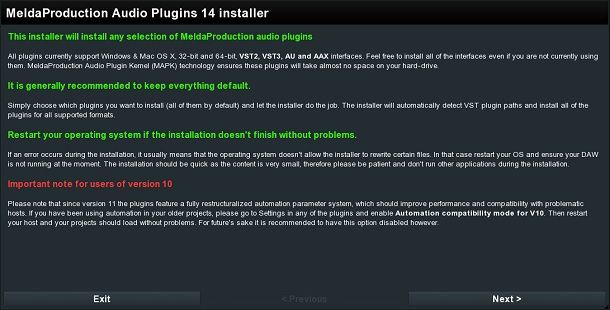 MeldaProduction Audio Plugins 14 installer
This installer will install any selection of MeldaProduction audio plugins
All plugins currently support Windows & Mac OS X, 32-bit and 64-bit, VST2, VST3, AU and AAX interfaces. Feel free to install all of the interfaces even if you are not currently using
them. MeldaProduction Audio Plugin Kernel (MAPK) technology ensures these plugins will take almost no space on your hard-drive.
It is generally recommended to keep everything default.
Simply choose which plugins you want to install (all of them by default) and let the installer do the job. The installer will automatically detect VST plugin paths and install all of the
plugins for all supported formats.
Restart your operating system if the installation doesn't finish without problems.
If an error occurs during the installation, it usually means that the operating system doesn't allow the installer to rewrite certain files. In that case restart your OS and ensure your DAW
is not running at the moment. The installation should be quick as the content is very small, therefore please be patient and don't run other applications during the installation.
Important note for users of version 10
Please note that since version 11 the plugins feature a fully restructuralized automation parameter system, which should improve performance and compatibility with problematic
hosts. If you have been using automation in your older projects, please go to Settings in any of the plugins and enable Automation compatibility mode for V10. Then restart
your host and your projects should load without problems. For future's sake it is recommended to have this option disabled however.
Exit
< Previous
Next >